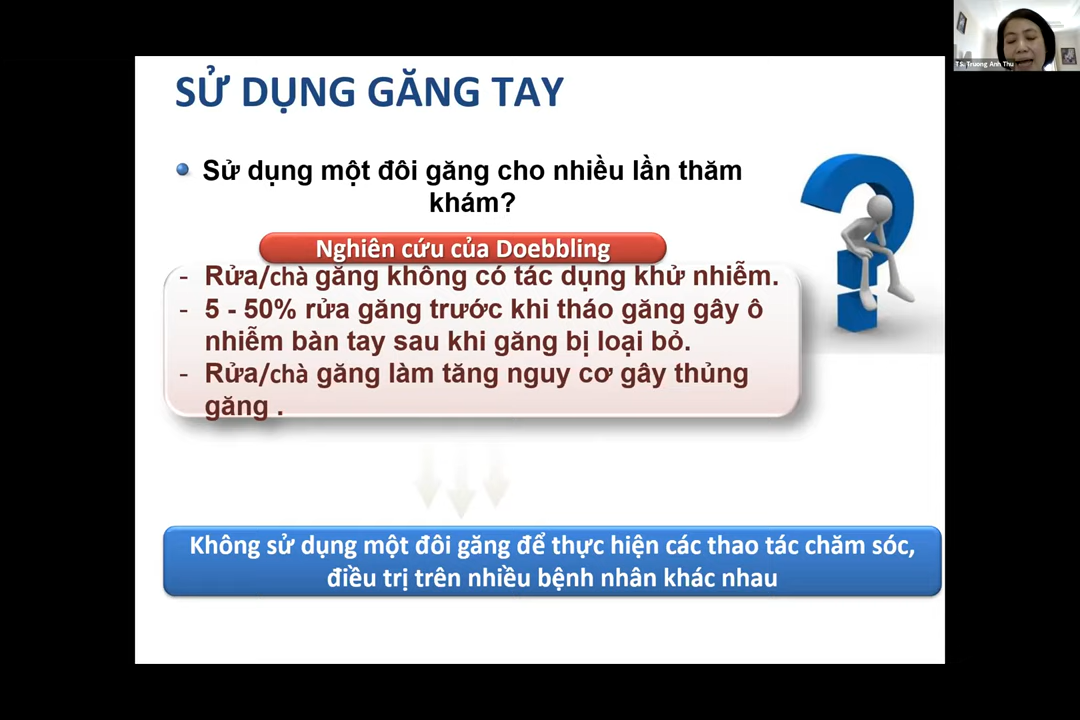 SỬ DỤNG GĂNG TAY
TS. Trương Anh Thu
Sử dụng một đôi găng cho nhiều lần thăm
khám?
Nghiên cứu của Doebbling
- Rửa/chà găng không có tác dụng khử nhiễm.
- 5 - 50% rửa găng trước khi tháo găng gây ô
nhiễm bàn tay sau khi găng bị loại bỏ.
- Rửa/chà găng làm tăng nguy cơ gây thủng
găng .
Không sử dụng một đôi găng để thực hiện các thao tác chăm sóc,
điều trị trên nhiều bệnh nhân khác nhau